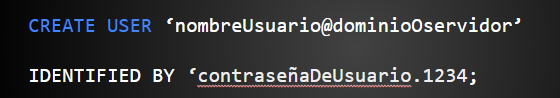 CREATE USER ‘nombreUsuario@dominioOservidor’
IDENTIFIED BY ‘contraseñaDeUsuario.1234;